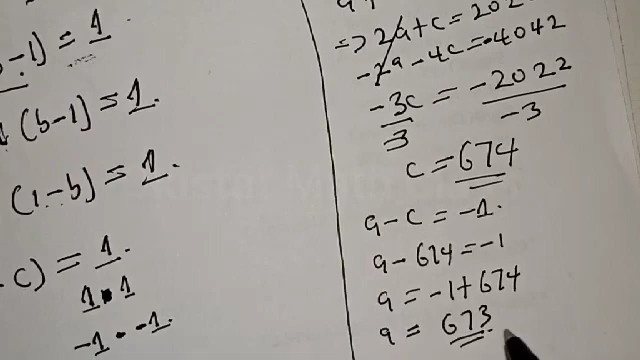 -1) = 1.
(b-1) = 1.
(1-b) = 1.
c) = 1.
1 · 1
-1 · -1.
=> 2a+c = 202
-2a - 4c = -4042
-3c = -2022
3 -3
c = 674
a - c = -1.
a - 674 = -1
a = -1 + 674
a = 673.